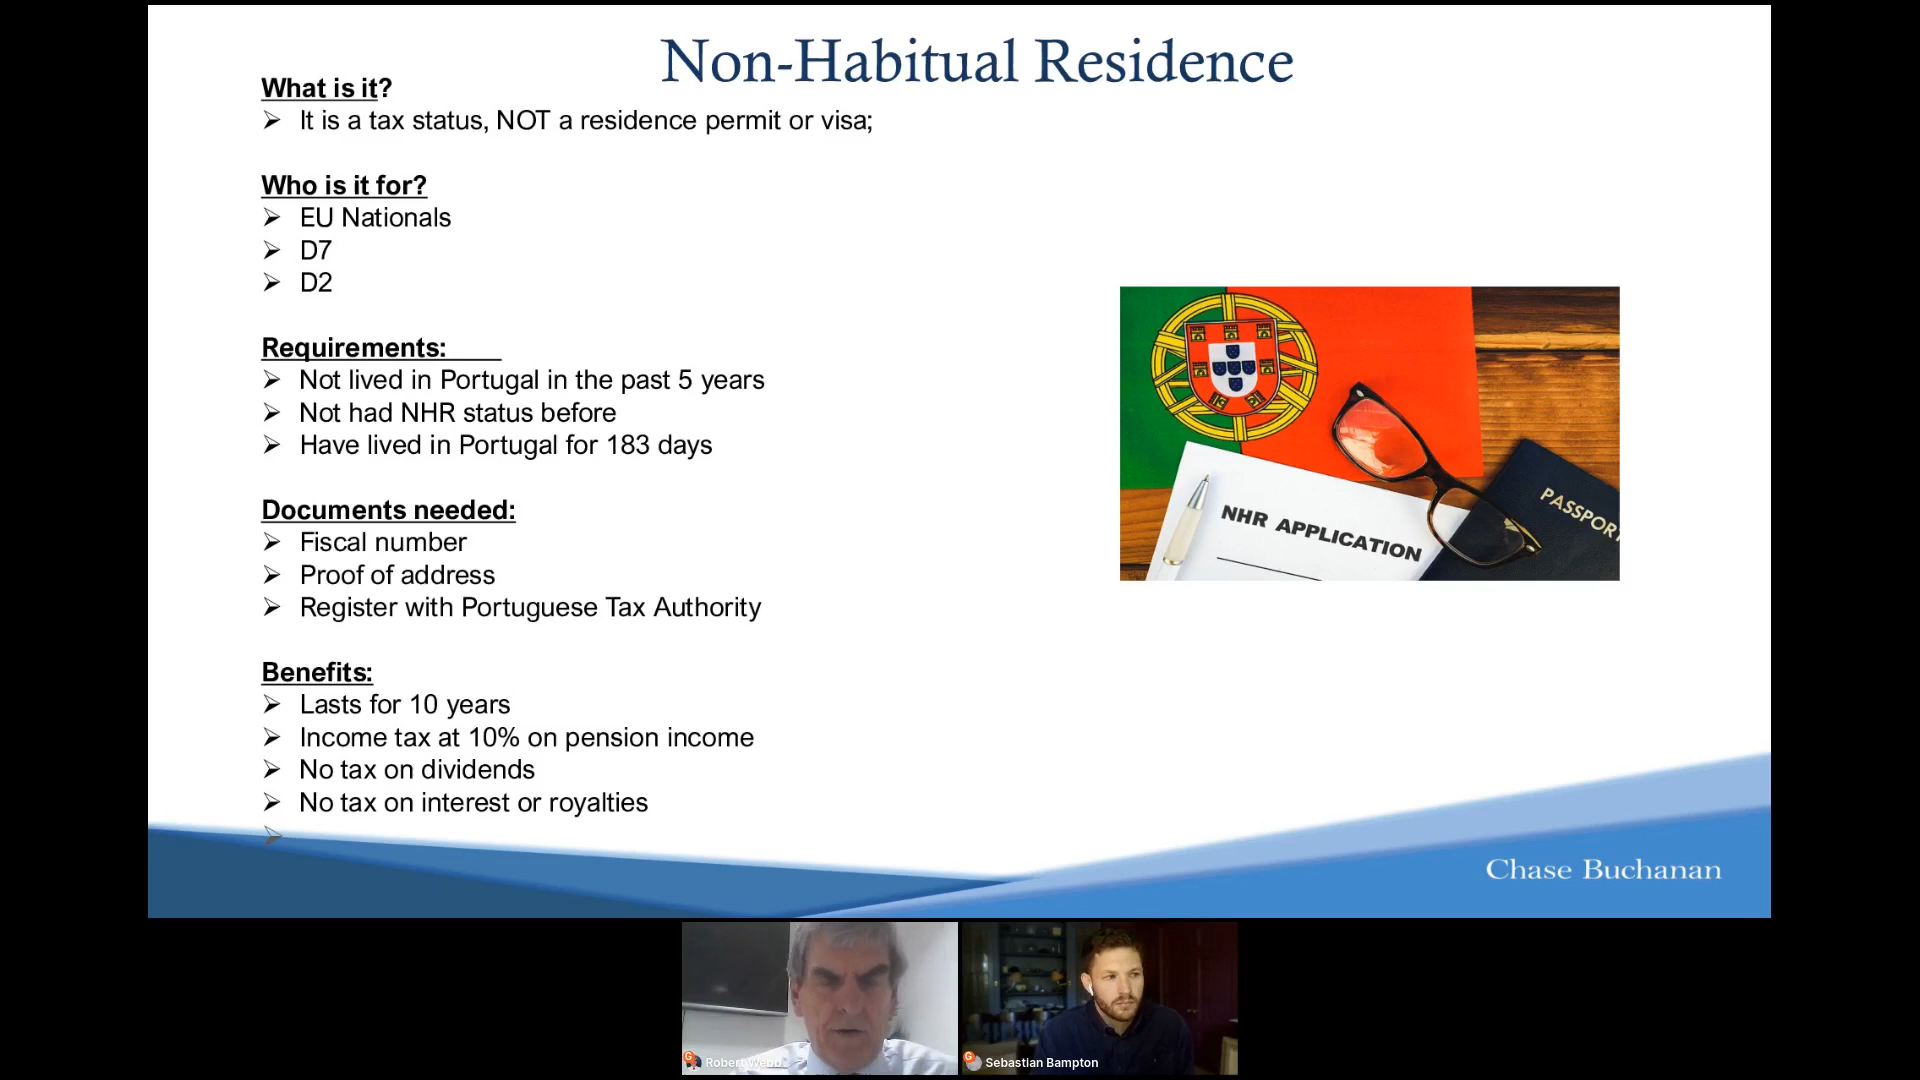 Non-Habitual Residence
What is it?
It is a tax status, NOT a residence permit or visa;
Who is it for?
EU Nationals
D7
D2
Requirements:
Not lived in Portugal in the past 5 years
Not had NHR status before
Have lived in Portugal for 183 days
Documents needed:
Fiscal number
Proof of address
Register with Portuguese Tax Authority
Benefits:
Lasts for 10 years
Income tax at 10% on pension income
No tax on dividends
No tax on interest or royalties
NHR APPLICATION
PASSPORT
Chase Buchanan
G
Robert Webb
G
Sebastian Bampton